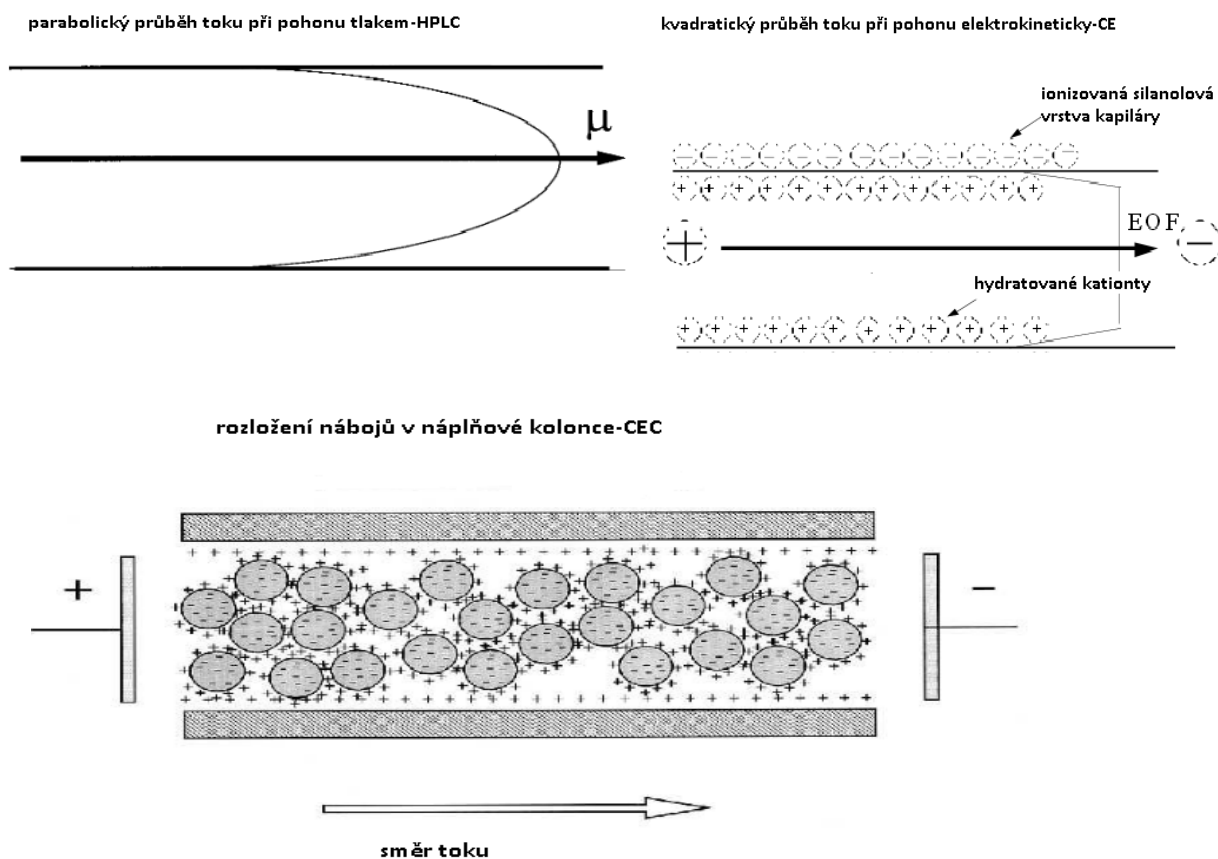 parabolický průběh toku při pohonu tlakem-HPLC
kvadratický průběh toku při pohonu elektrokineticky-CE
μ
ionizovaná silanolová
vrstva kapiláry
EOF
hydratované kationty
rozložení nábojů v náplňové kolonce-CEC
směr toku